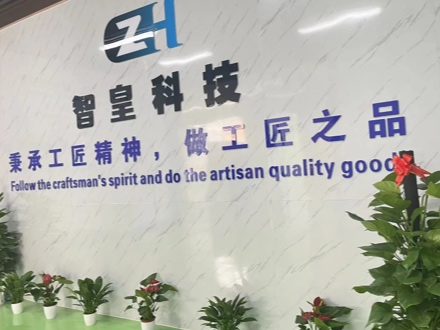 ZH
智皇科技
秉承工匠精神，做工匠之品
Follow the craftsman's spirit and do the artisan quality good